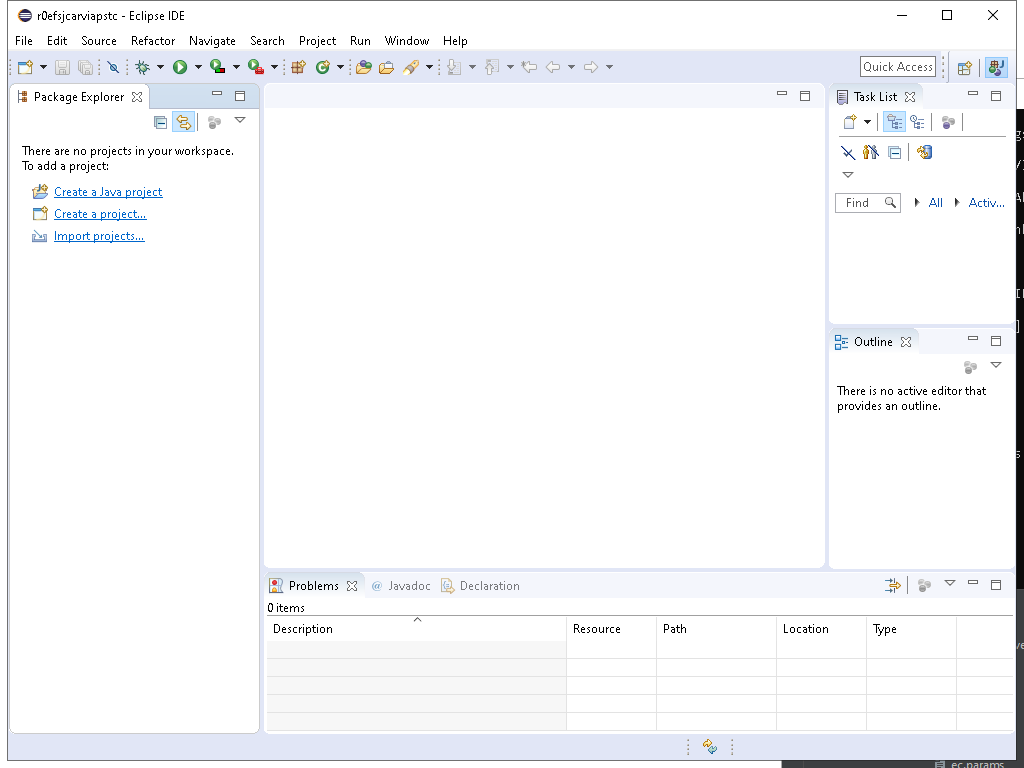 r0efsjcarviapstc - Eclipse IDE
File Edit Source Refactor Navigate Search Project Run Window Help
Quick Access
Package Explorer
There are no projects in your workspace.
To add a project:
Create a Java project
Create a project...
Import projects...
Task List
Find
All
Activ...
Outline
There is no active editor that
provides an outline.
Problems
@ Javadoc
Declaration
0 items
Description Resource Path Location Type
ec.params